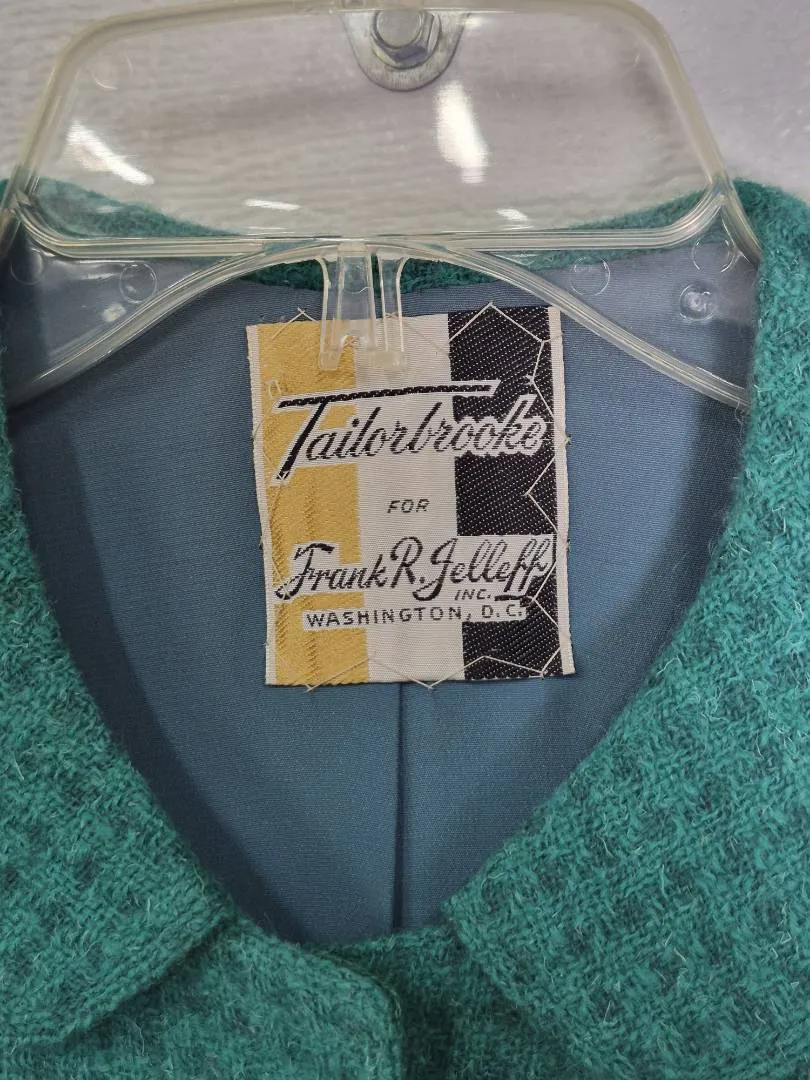 Tailorbrooke
FOR
Frank R. Jelleff
INC.
WASHINGTON, D.C.